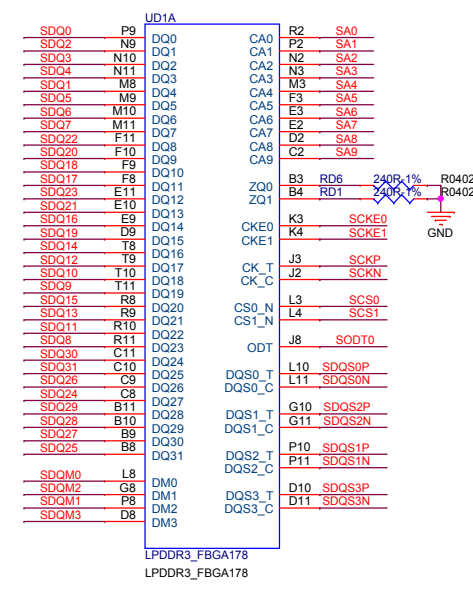 UD1A
SDQ0 P9 DQ0 CA0 R2 SA0
SDQ2 N9 DQ1 CA1 P2 SA1
SDQ3 N10 DQ2 CA2 N2 SA2
SDQ4 N11 DQ3 CA3 N3 SA3
SDQ1 M8 DQ4 CA4 M3 SA4
SDQ5 M9 DQ5 CA5 F3 SA5
SDQ6 M10 DQ6 CA6 E3 SA6
SDQ7 M11 DQ7 CA7 E2 SA7
SDQ22 F11 DQ8 CA8 D2 SA8
SDQ20 F10 DQ9 CA9 C2 SA9
SDQ18 F9 DQ10
SDQ17 F8 DQ11 ZQ0 B3 RD6 240R-1% R0402
SDQ23 E11 DQ12 ZQ1 B4 RD1 240R-1% R0402
SDQ21 E10 DQ13
SDQ16 E9 DQ14 CKE0 K3 SCKE0
SDQ19 D9 DQ15 CKE1 K4 SCKE1
GND
SDQ14 T8 DQ16
SDQ12 T9 DQ17 CK_T J3 SCKP
SDQ10 T10 DQ18 CK_C J2 SCKN
SDQ9 T11 DQ19
SDQ15 R8 DQ20 CS0_N L3 SCS0
SDQ13 R9 DQ21 CS1_N L4 SCS1
SDQ11 R10 DQ22
SDQ8 R11 DQ23 ODT J8 SODT0
SDQ30 C11 DQ24
SDQ31 C10 DQ25 DQS0_T L10 SDQS0P
SDQ26 C9 DQ26 DQS0_C L11 SDQS0N
SDQ24 C8 DQ27
SDQ29 B11 DQ28 DQS1_T G10 SDQS2P
SDQ28 B10 DQ29 DQS1_C G11 SDQS2N
SDQ27 B9 DQ30
SDQ25 B8 DQ31 DQS2_T P10 SDQS1P
DQS2_C P11 SDQS1N
SDQM0 L8 DM0
SDQM2 G8 DM1 DQS3_T D10 SDQS3P
SDQM1 P8 DM2 DQS3_C D11 SDQS3N
SDQM3 D8 DM3
LPDDR3_FBGA178
LPDDR3_FBGA178